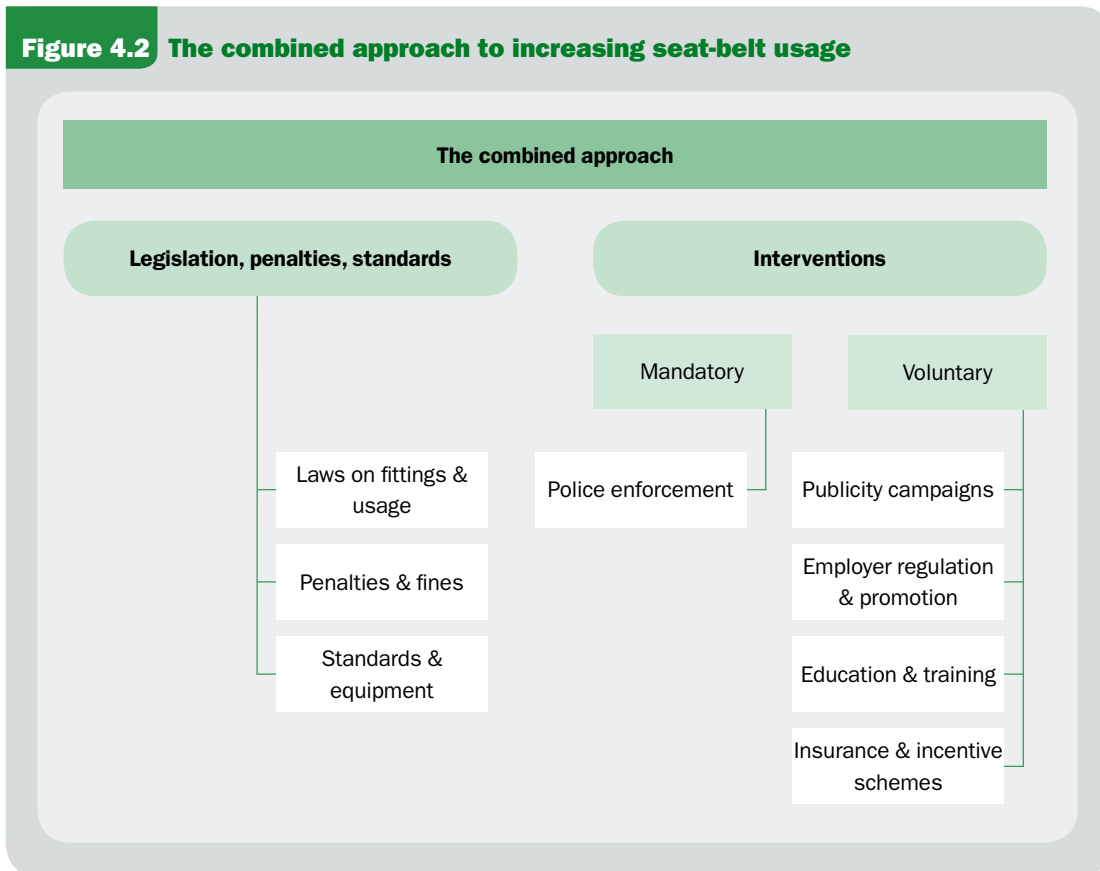 Figure 4.2 The combined approach to increasing seat-belt usage
The combined approach
Legislation, penalties, standards
Laws on fittings &
usage
Penalties & fines
Standards &
equipment
Interventions
Mandatory
Police enforcement
Voluntary
Publicity campaigns
Employer regulation
& promotion
Education & training
Insurance & incentive
schemes